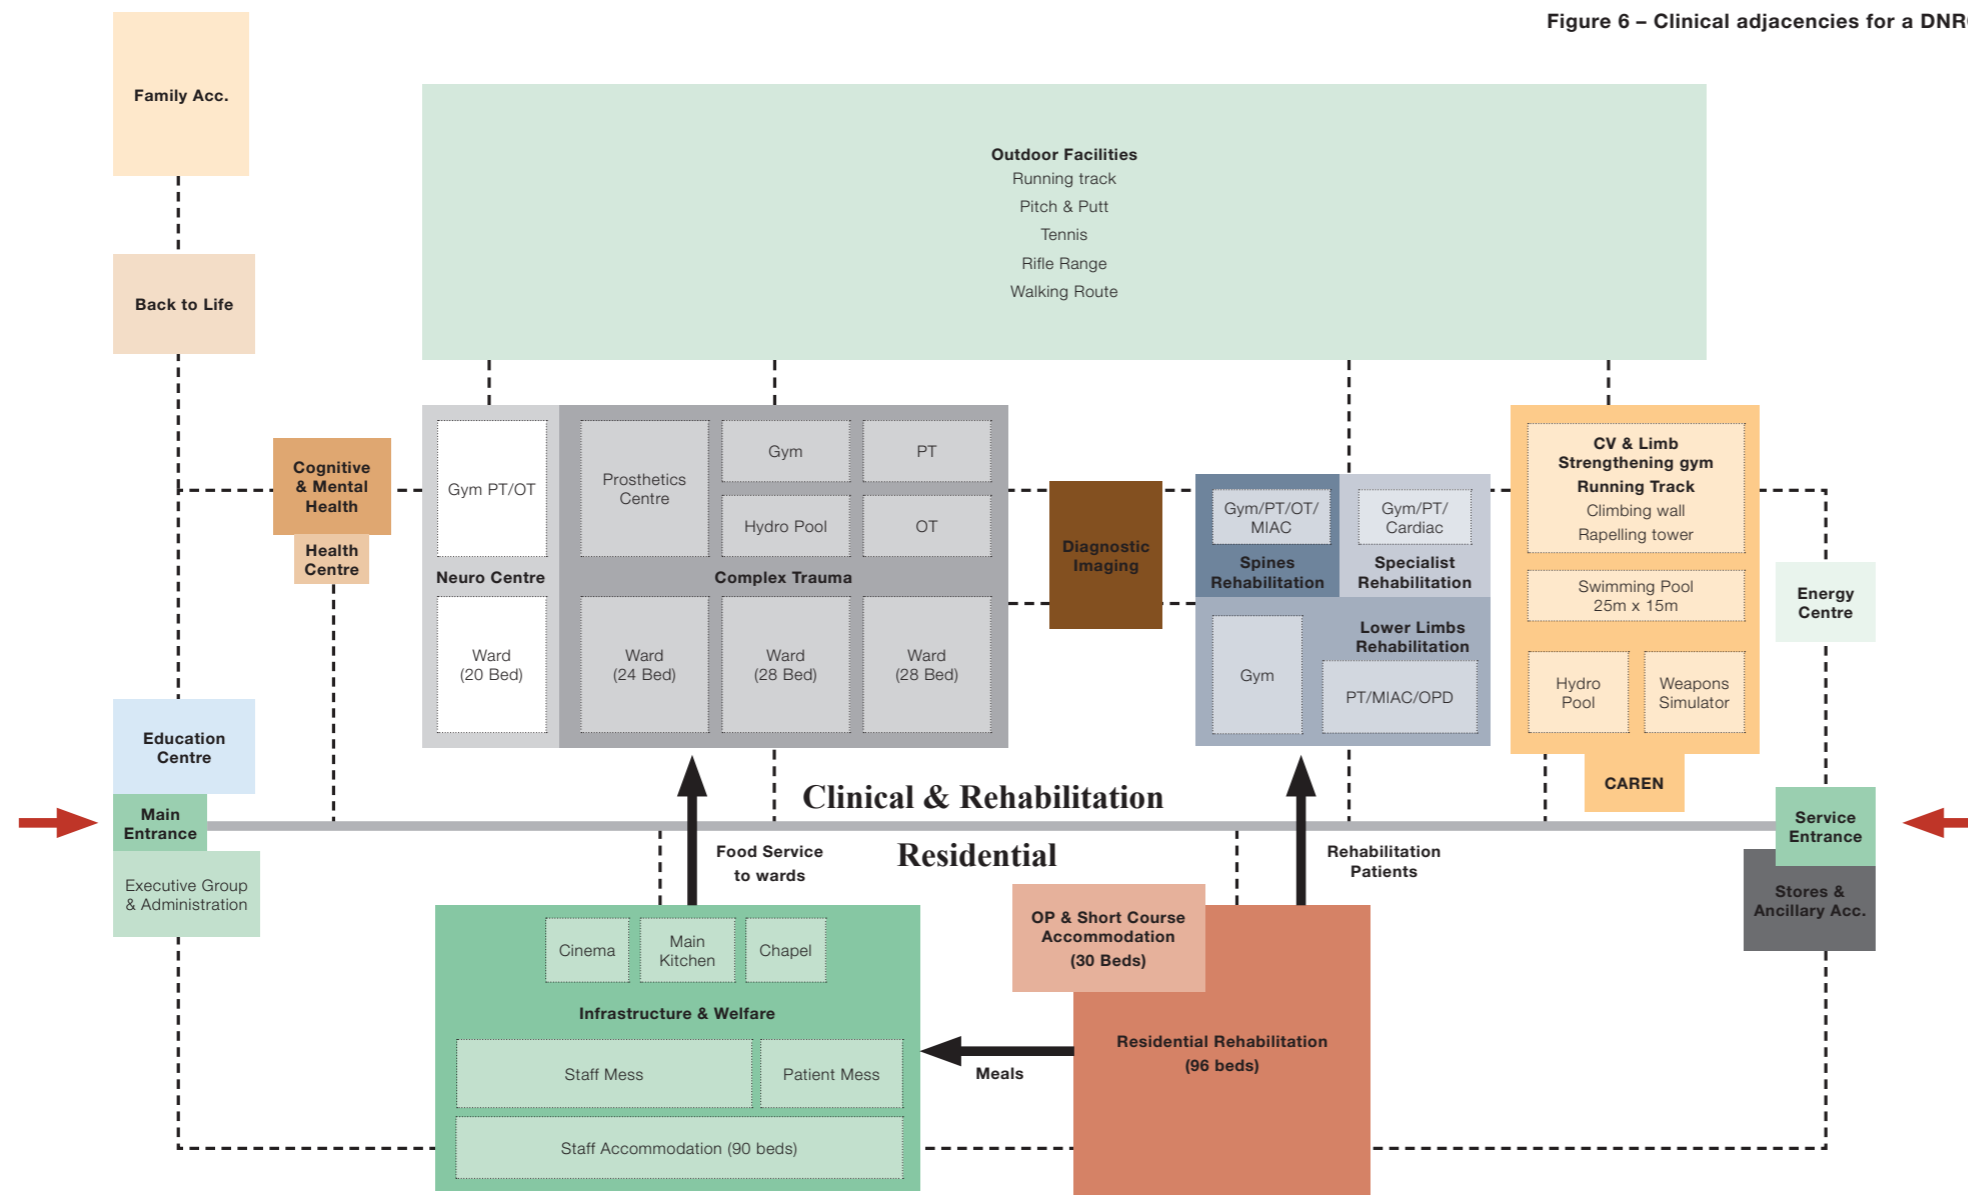 Figure 6 – Clinical adjacencies for a DNR
Family Acc.
Back to Life
Outdoor Facilities
Running track
Pitch & Putt
Tennis
Rifle Range
Walking Route
Cognitive
& Mental
Health
Health
Centre
Gym PT/OT
Neuro Centre
Ward
(20 Bed)
Prosthetics
Centre
Gym
PT
Hydro Pool
OT
Complex Trauma
Ward
(24 Bed)
Ward
(28 Bed)
Ward
(28 Bed)
Diagnostic
Imaging
Gym/PT/OT/
MIAC
Spines
Rehabilitation
Gym/PT/
Cardiac
Specialist
Rehabilitation
Lower Limbs
Rehabilitation
Gym
PT/MIAC/OPD
CV & Limb
Strengthening gym
Running Track
Climbing wall
Rapelling tower
Swimming Pool
25m x 15m
Hydro
Pool
Weapons
Simulator
CAREN
Energy
Centre
Education
Centre
Main
Entrance
Executive Group
& Administration
Clinical & Rehabilitation
Residential
Service
Entrance
Stores &
Ancillary Acc.
Food Service
to wards
Rehabilitation
Patients
Cinema
Main
Kitchen
Chapel
Infrastructure & Welfare
Staff Mess
Patient Mess
Staff Accommodation (90 beds)
Meals
OP & Short Course
Accommodation
(30 Beds)
Residential Rehabilitation
(96 beds)